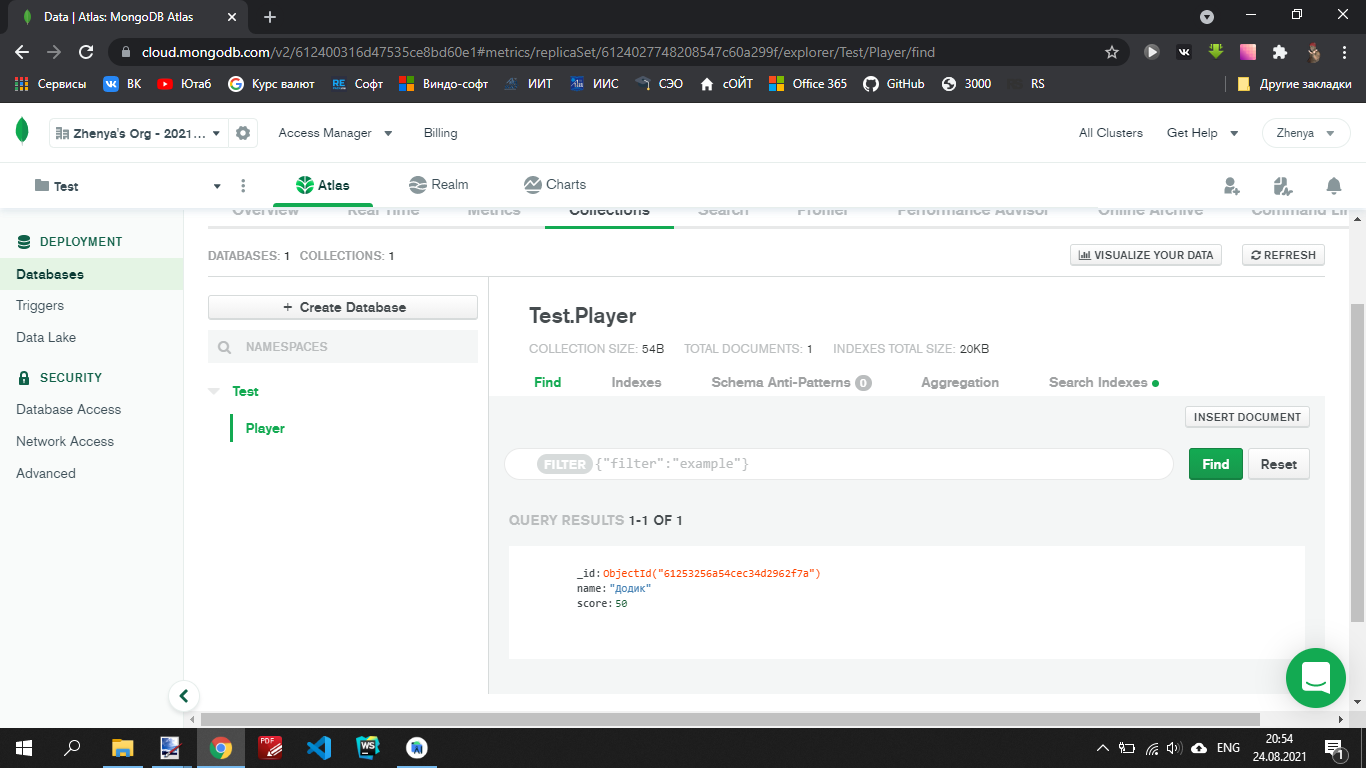 Data | Atlas: MongoDB Atlas
cloud.mongodb.com/v2/612400316d47535ce8bd60e1#metrics/replicaSet/6124027748208547c60a299f/explorer/Test/Player/find
Сервисы ВК Ютаб Курс валют Софт Виндо-софт ИИТ ИИС СЭО сОЙТ Office 365 GitHub 3000 RS Другие закладки
Zhenya's Org - 2021... Access Manager Billing All Clusters Get Help Zhenya
Test Atlas Realm Charts
Overview Real Time Metrics Collections Search Profiler Performance Advisor Online Archive Command Lin
DEPLOYMENT
Databases
Triggers
Data Lake
SECURITY
Database Access
Network Access
Advanced
DATABASES: 1 COLLECTIONS: 1
VISUALIZE YOUR DATA
REFRESH
+ Create Database
NAMESPACES
Test
Player
Test.Player
COLLECTION SIZE: 54B TOTAL DOCUMENTS: 1 INDEXES TOTAL SIZE: 20KB
Find Indexes Schema Anti-Patterns 0 Aggregation Search Indexes
INSERT DOCUMENT
FILTER {"filter":"example"}
Find Reset
QUERY RESULTS 1-1 OF 1
_id: ObjectId("61253256a54cec34d2962f7a")
name: "Додик"
score: 50
PDF
WS
ENG
20:54
24.08.2021
1